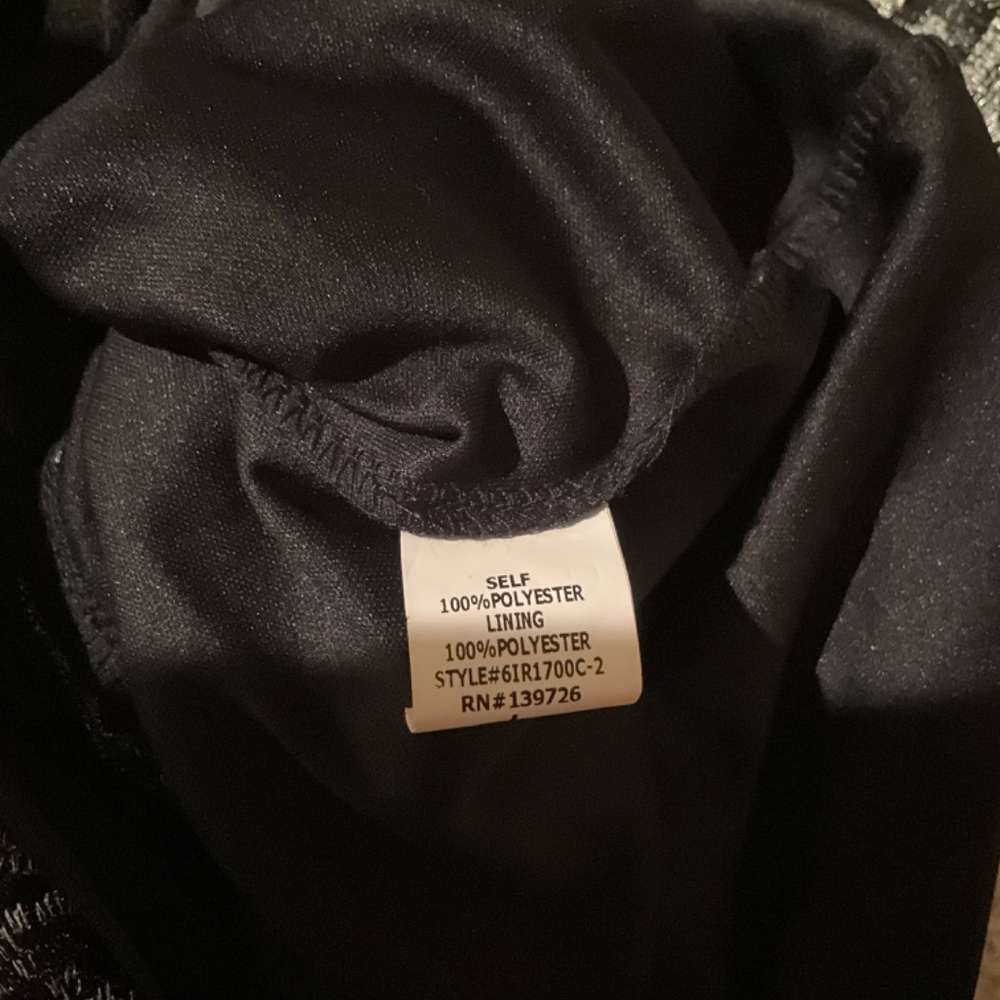 SELF
100%POLYESTER
LINING
100%POLYESTER
STYLE#6IR1700C-2
RN#139726